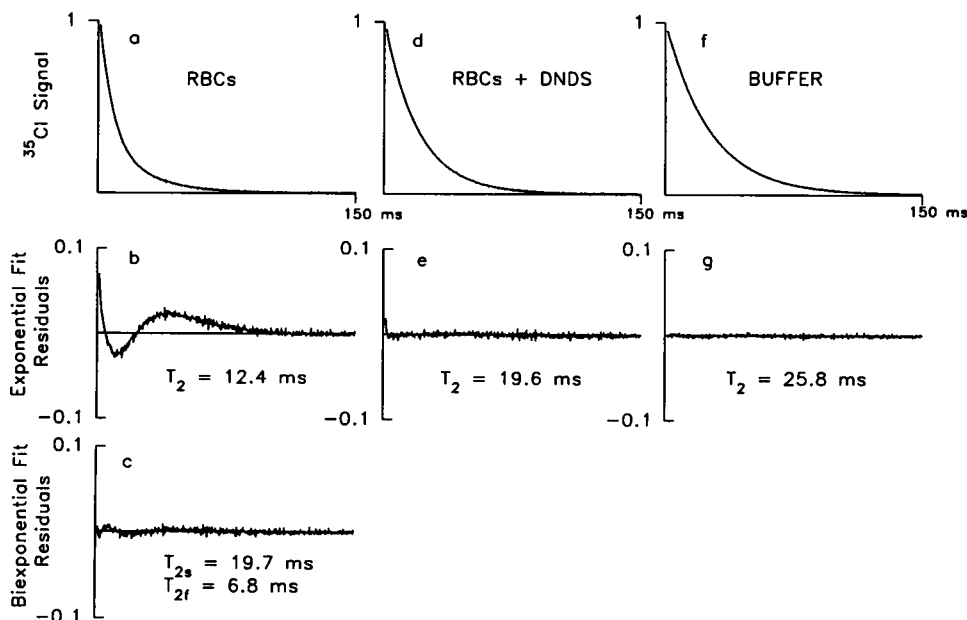 1
a
RBCs
³⁵Cl Signal
150 ms
1
d
RBCs + DNDS
150 ms
1
f
BUFFER
150 ms
Exponential Fit
Residuals
0.1
b
T₂ = 12.4 ms
−0.1
0.1
e
T₂ = 19.6 ms
−0.1
0.1
g
T₂ = 25.8 ms
−0.1
Biexponential Fit
Residuals
0.1
c
T₂s = 19.7 ms
T₂f = 6.8 ms
−0.1